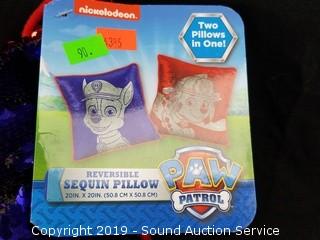 nickelodeon
Two
Pillows
in One!
90.
REVERSIBLE
SEQUIN PILLOW
20IN. X 20IN. (50.8 CM X 50.8 CM)
PAW
PATROL
Copyright 2019 - Sound Auction Service